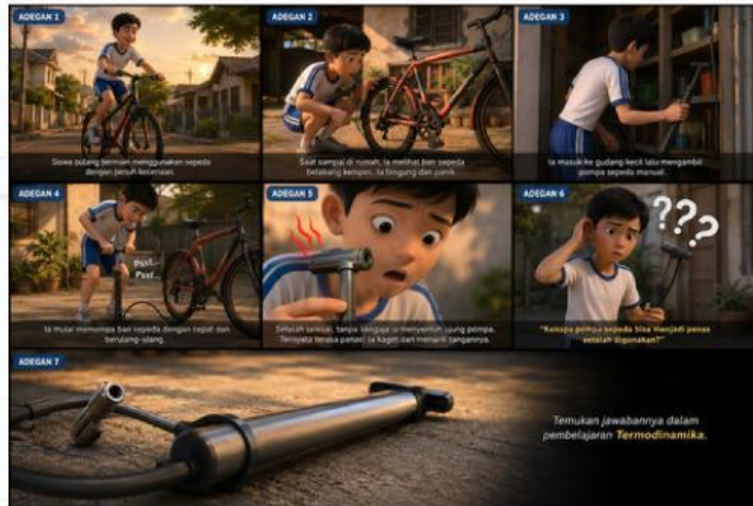 ADEGAN 1
Siswa pulang bermain menggunakan sepeda
dengan penuh keceriaan.
ADEGAN 2
Saat sampai di rumah, ia melihat ban sepeda
belakang kempes. Ia bingung dan panik.
ADEGAN 3
Ia masuk ke gudang kecil lalu mengambil
pompa sepeda manual.
ADEGAN 4
Psst...
Psst...
Ia mulai memompa ban sepeda dengan cepat dan
berulang-ulang.
ADEGAN 5
Setelah selesai, tanpa sengaja ia menyentuh ujung pompa.
Ternyata terasa panas! Ia kaget dan menarik tangannya.
ADEGAN 6
???
"Kenapa pompa sepeda bisa menjadi panas
setelah digunakan?"
ADEGAN 7
Temukan jawabannya dalam
pembelajaran Termodinamika.